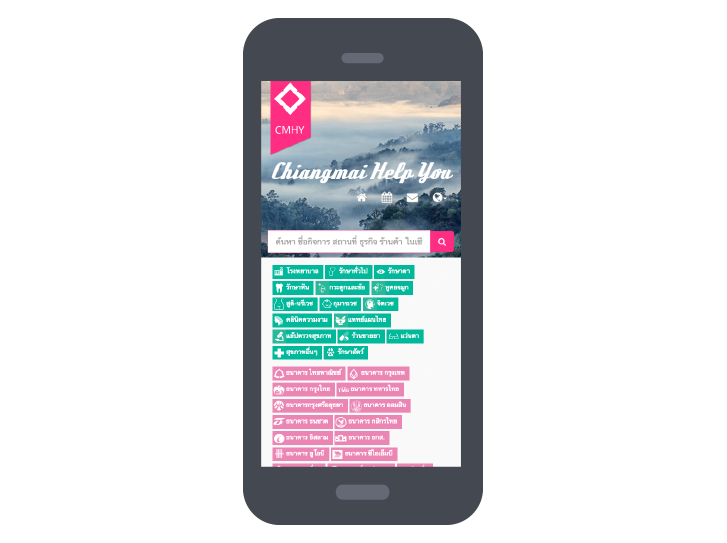 CMHY
Chiangmai Help You
ค้นหา ชื่อกิจการ สถานที่ ธุรกิจ ร้านค้า ในเชี
โรงพยาบาล รักษาทั่วไป รักษาตา
รักษาฟัน กระดูกและข้อ หูคอจมูก
สูติ-นรีเวช กุมารเวช จิตเวช
คลินิคความงาม แพทย์แผนไทย
แล็ปตรวจสุขภาพ ร้านขายยา แว่นตา
สุขภาพอื่นๆ รักษาสัตว์
ธนาคาร ไทยพาณิชย์ ธนาคาร กรุงเทพ
ธนาคาร กรุงไทย ธนาคาร ทหารไทย
ธนาคารกรุงศรีอยุธยา ธนาคาร ออมสิน
ธนาคาร ธนชาต ธนาคาร กสิกรไทย
ธนาคาร อิสลาม ธนาคาร ธกส.
ธนาคาร ยูโอบี ธนาคาร ซีไอเอ็มบี